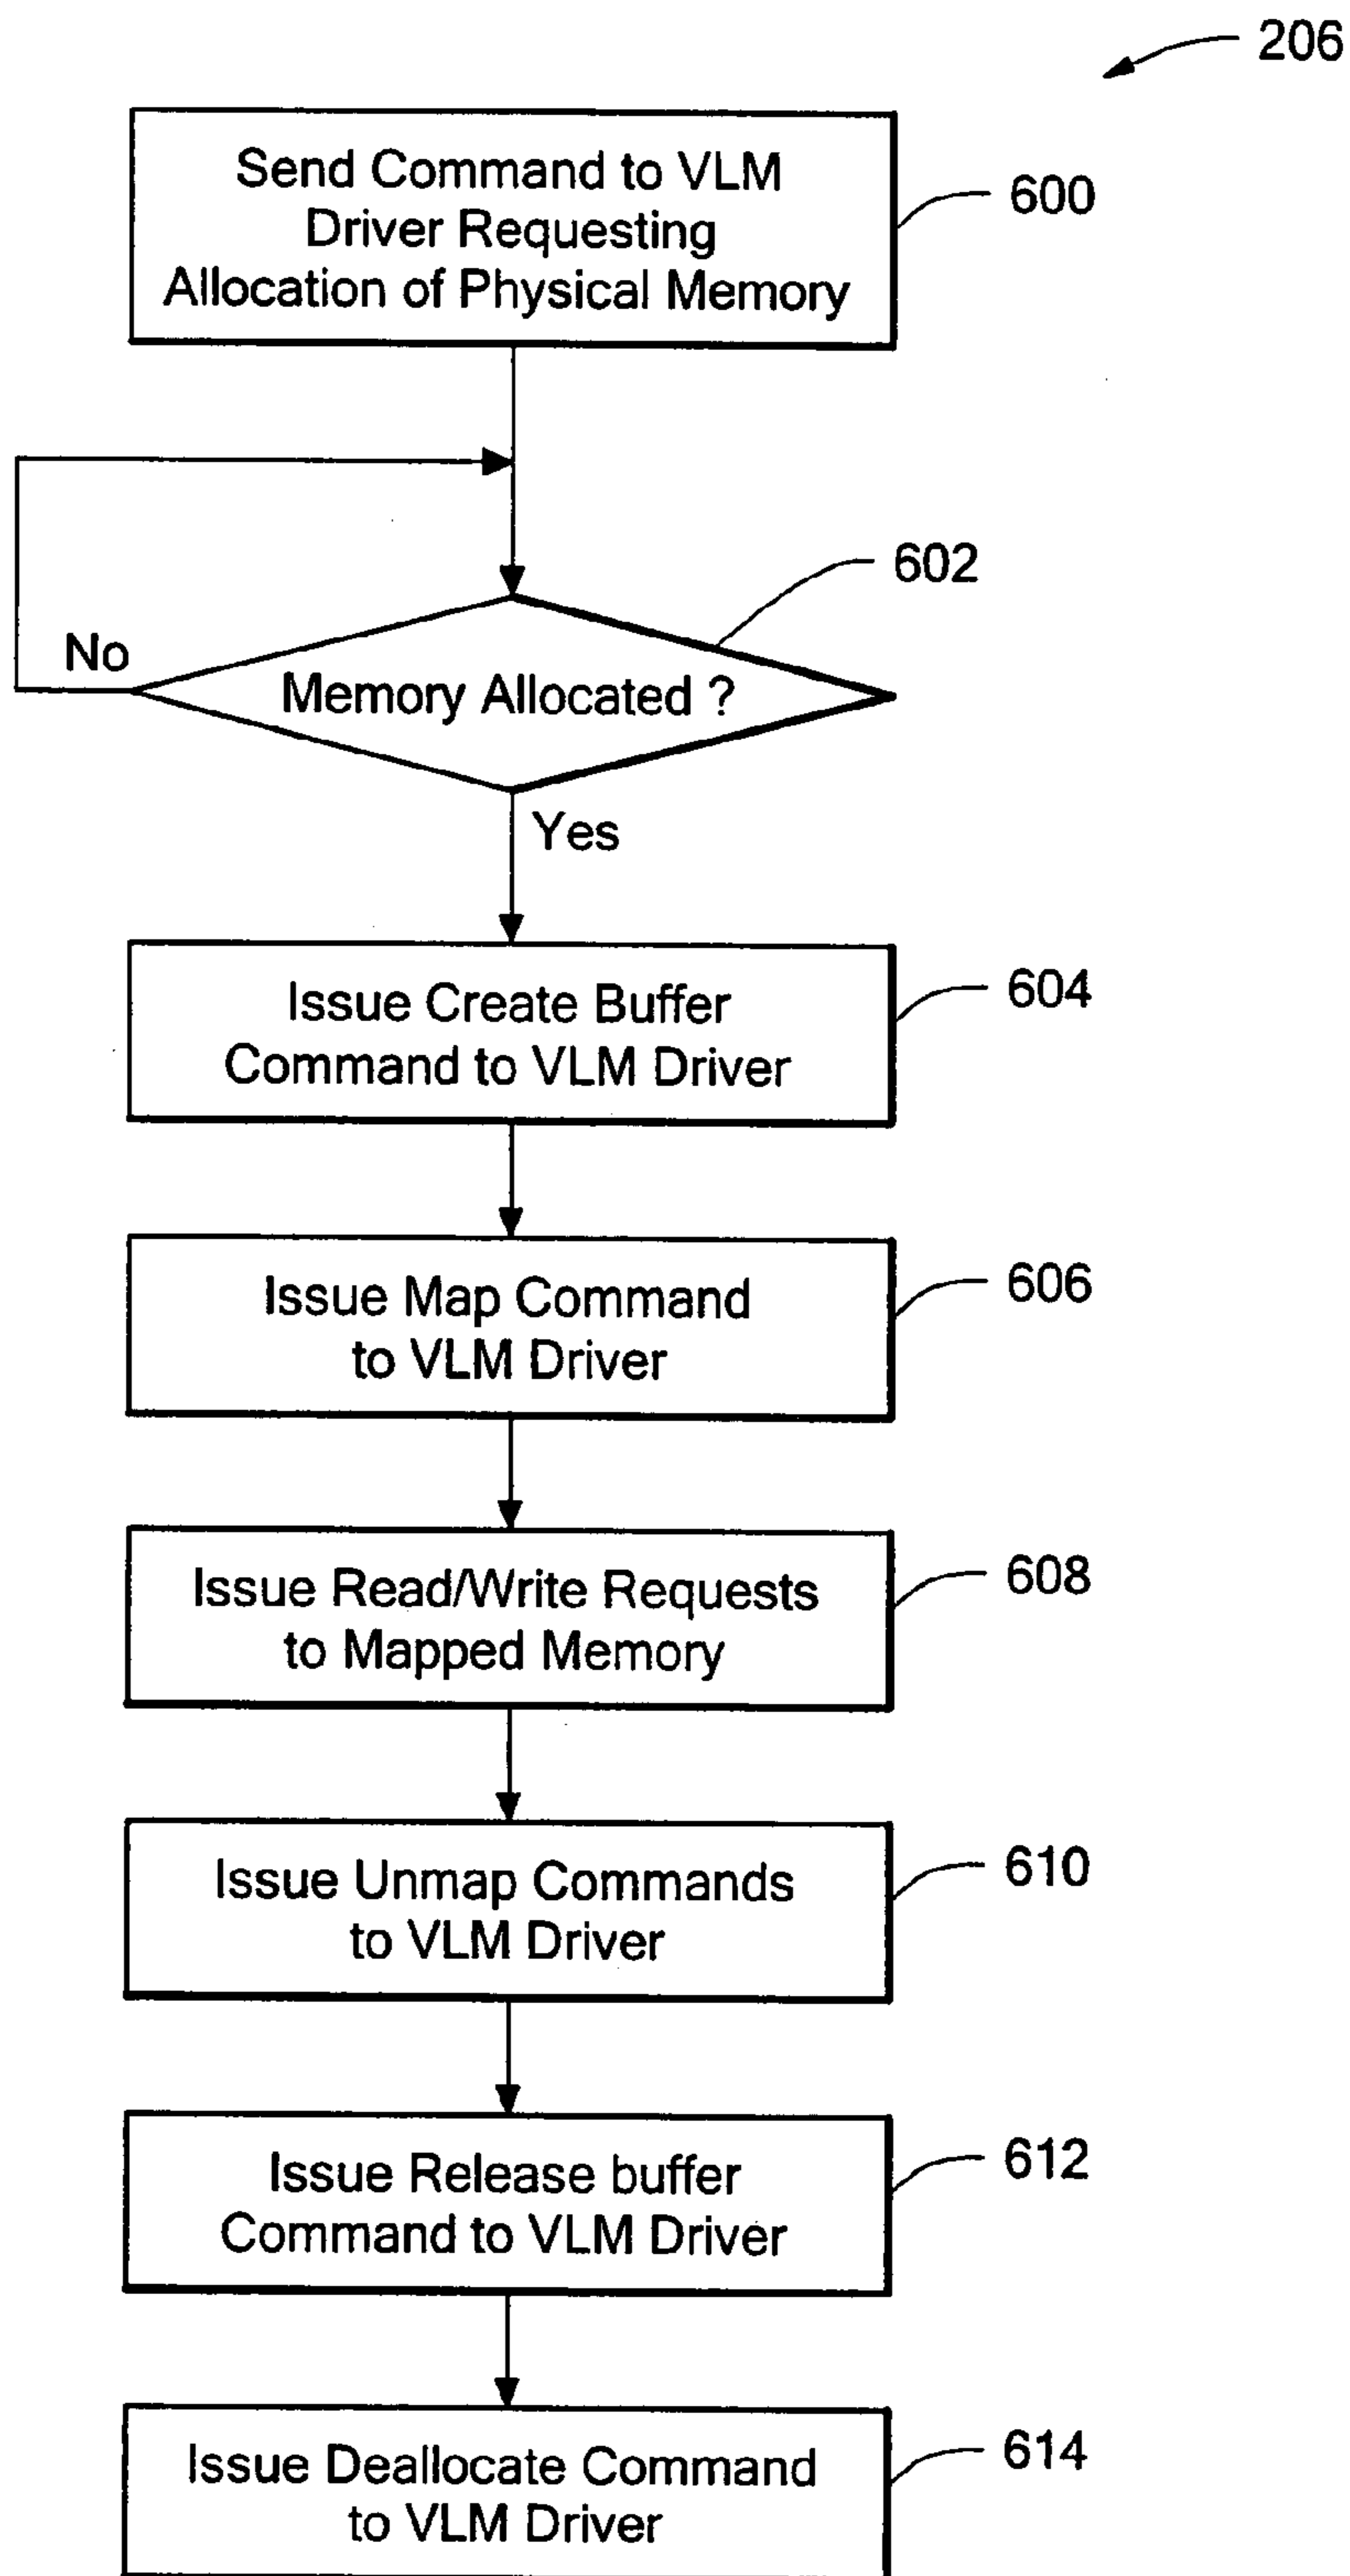 206
Send Command to VLM
Driver Requesting
Allocation of Physical Memory
600
602
No
Memory Allocated ?
Yes
Issue Create Buffer
Command to VLM Driver
604
Issue Map Command
to VLM Driver
606
Issue Read/Write Requests
to Mapped Memory
608
Issue Unmap Commands
to VLM Driver
610
Issue Release buffer
Command to VLM Driver
612
Issue Deallocate Command
to VLM Driver
614